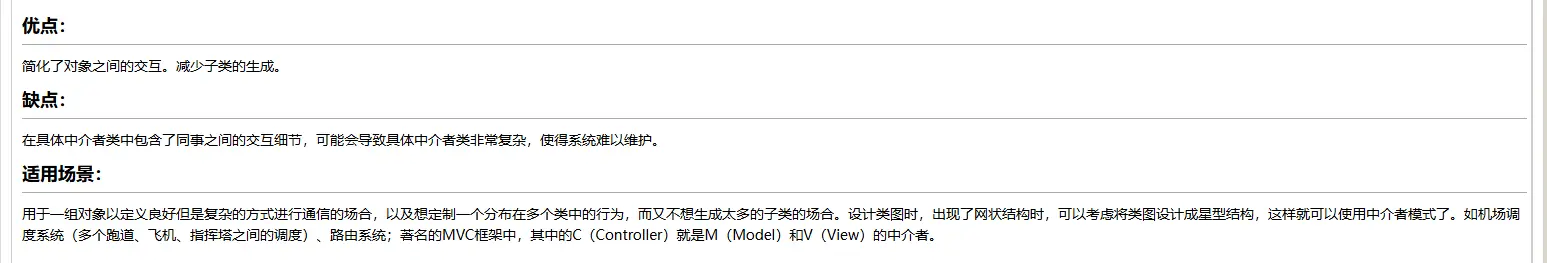 优点：
简化了对象之间的交互。减少子类的生成。
缺点：
在具体中介者类中包含了同事之间的交互细节，可能会导致具体中介者类非常复杂，使得系统难以维护。
适用场景：
用于一组对象以定义良好但是复杂的方式进行通信的场合，以及想定制一个分布在多个类中的行为，而又不想生成太多的子类的场合。设计类图时，出现了网状结构时，可以考虑将类图设计成星型结构，这样就可以使用中介者模式了。如机场调
度系统（多个跑道、飞机、指挥塔之间的调度）、路由系统；著名的MVC框架中，其中的C（Controller）就是M（Model）和V（View）的中介者。